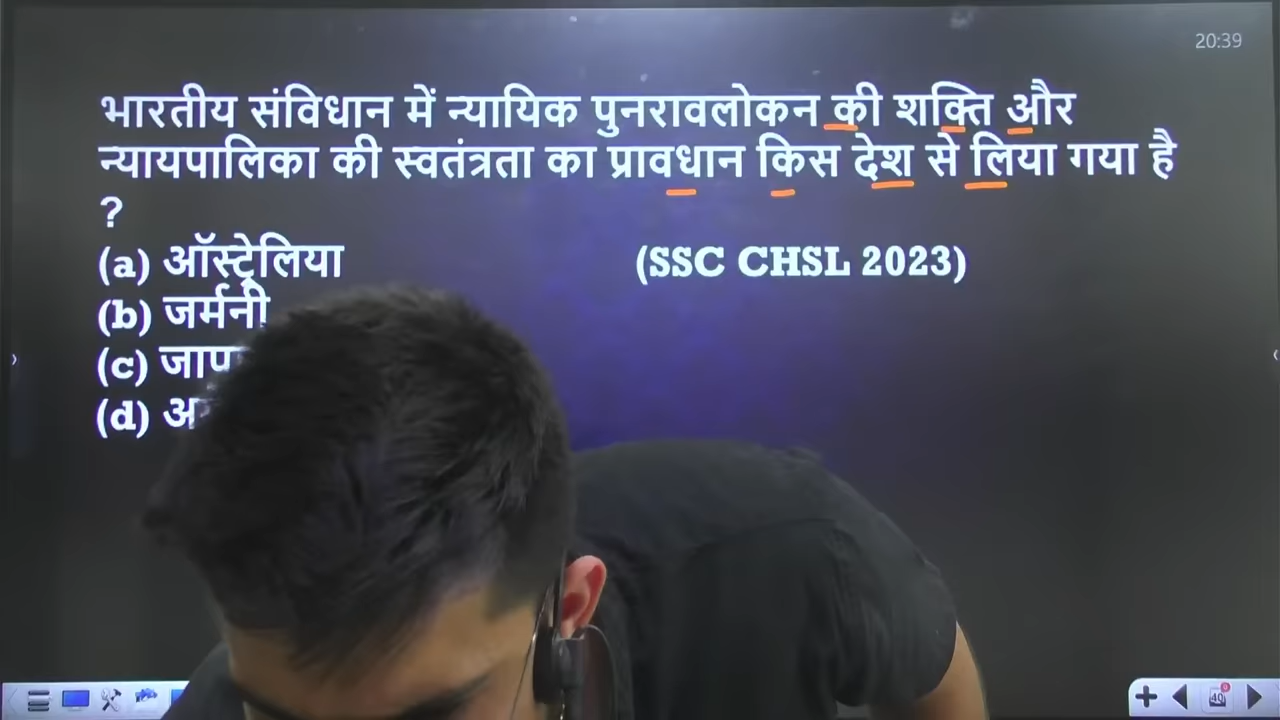 20:39
भारतीय संविधान में न्यायिक पुनरावलोकन की शक्ति और
न्यायपालिका की स्वतंत्रता का प्रावधान किस देश से लिया गया है
?
(a) ऑस्ट्रेलिया
(SSC CHSL 2023)
(b) जर्मनी
(c)
(d)